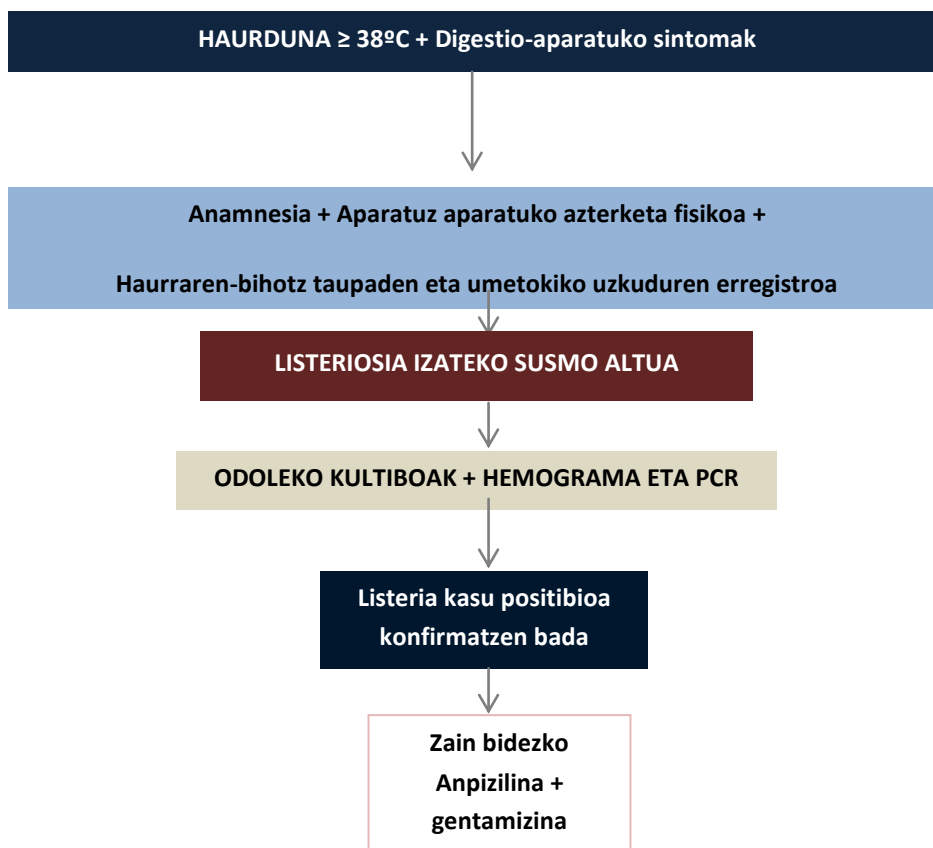 HAURDUNA ≥ 38ºC + Digestio-aparatuko sintomak
Anamnesia + Aparatuz aparatuko azterketa fisikoa +
Haurraren-bihotz taupaden eta umetokiko uzkuduren erregistroa
LISTERIOSIA IZATEKO SUSMO ALTUA
ODOLEKO KULTIBOAK + HEMOGRAMA ETA PCR
Listeria kasu positibioa
konfirmatzen bada
Zain bidezko
Anpizilina +
gentamizina